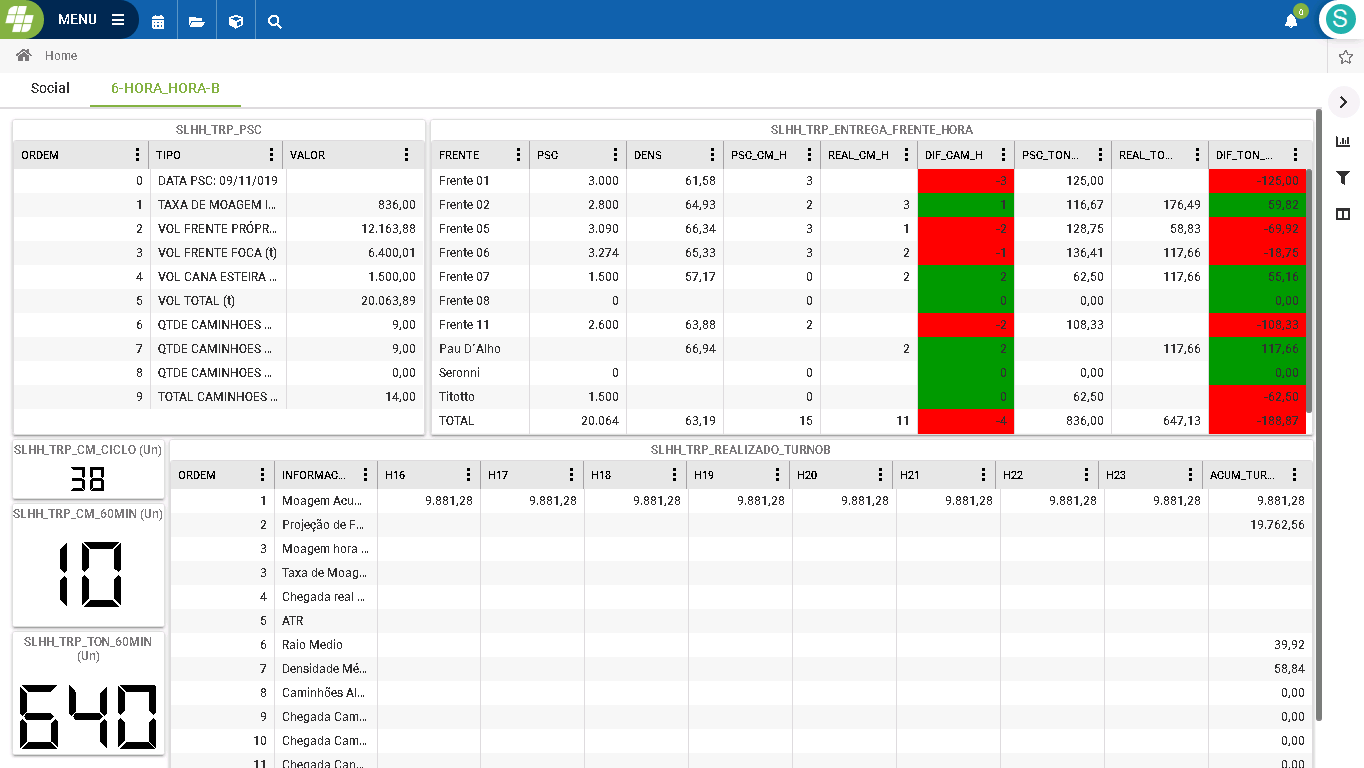 MENU
0
S
Home
Social 6-HORA_HORA-B
SLHH_TRP_PSC
ORDEM TIPO VALOR
0 DATA PSC: 09/11/019
1 TAXA DE MOAGEM I... 836,00
2 VOL FRENTE PRÓPR... 12.163,88
3 VOL FRENTE FOCA (t) 6.400,01
4 VOL CANA ESTEIRA ... 1.500,00
5 VOL TOTAL (t) 20.063,89
6 QTDE CAMINHOES ... 9,00
7 QTDE CAMINHOES ... 9,00
8 QTDE CAMINHOES ... 0,00
9 TOTAL CAMINHOES ... 14,00
SLHH_TRP_ENTREGA_FRENTE_HORA
FRENTE PSC DENS PSC_CM_H REAL_CM_H DIF_CAM_H PSC_TON... REAL_TO... DIF_TON_...
Frente 01 3.000 61,58 3 -3 125,00 -125,00
Frente 02 2.800 64,93 2 3 1 116,67 176,49 59,82
Frente 05 3.090 66,34 3 1 -2 128,75 58,83 -69,92
Frente 06 3.274 65,33 3 2 -1 136,41 117,66 -18,75
Frente 07 1.500 57,17 0 2 2 62,50 117,66 55,16
Frente 08 0 0 0 0,00 0,00
Frente 11 2.600 63,88 2 -2 108,33 -108,33
Pau D´Alho 66,94 2 2 117,66 117,66
Seronni 0 0 0 0,00 0,00
Titotto 1.500 0 0 62,50 -62,50
TOTAL 20.064 63,19 15 11 -4 836,00 647,13 -188,87
SLHH_TRP_CM_CICLO (Un)
38
SLHH_TRP_CM_60MIN (Un)
10
SLHH_TRP_TON_60MIN
(Un)
640
SLHH_TRP_REALIZADO_TURNOB
ORDEM INFORMAC... H16 H17 H18 H19 H20 H21 H22 H23 ACUM_TUR...
1 Moagem Acu... 9.881,28 9.881,28 9.881,28 9.881,28 9.881,28 9.881,28 9.881,28 9.881,28 9.881,28
2 Projeção de F... 19.762,56
3 Moagem hora ...
3 Taxa de Moag...
4 Chegada real ...
5 ATR
6 Raio Medio 39,92
7 Densidade Mé... 58,84
8 Caminhões Al... 0,00
9 Chegada Cam... 0,00
10 Chegada Cam... 0,00
11 Chegada Can... 0,00